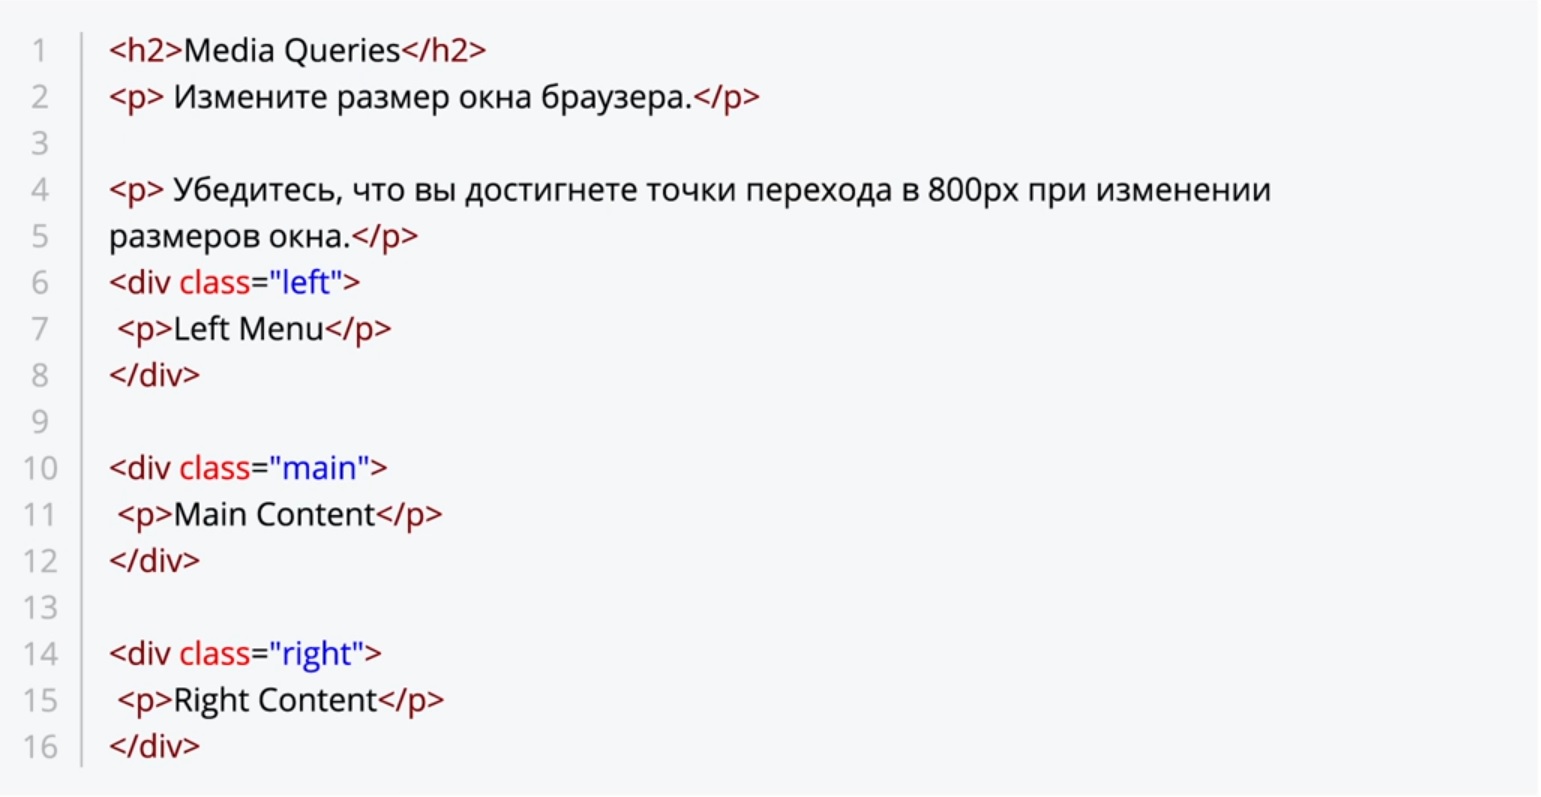 1 <h2>Media Queries</h2>
2 <p> Измените размер окна браузера.</p>
3
4 <p> Убедитесь, что вы достигнете точки перехода в 800px при изменении
5 размеров окна.</p>
6 <div class="left">
7 <p>Left Menu</p>
8 </div>
9
10 <div class="main">
11 <p>Main Content</p>
12 </div>
13
14 <div class="right">
15 <p>Right Content</p>
16 </div>